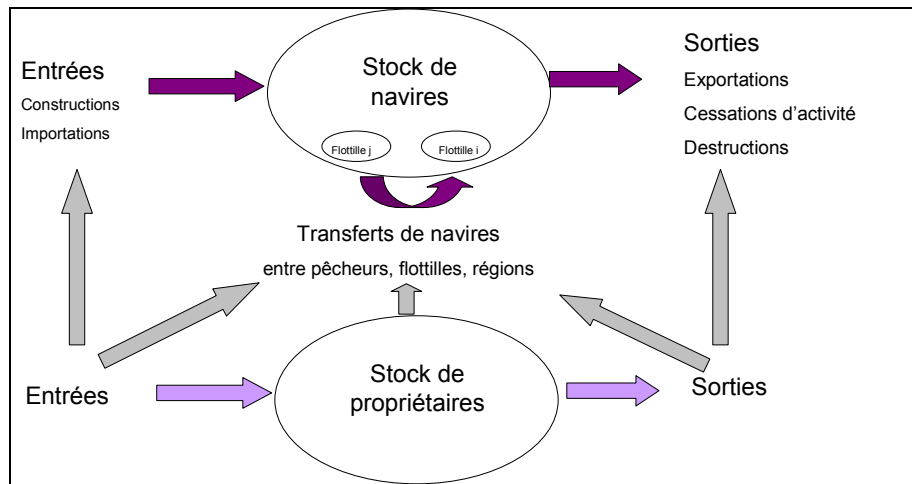 Entrées
Constructions
Importations
Stock de
navires
Flottille j
Flottille i
Sorties
Exportations
Cessations d'activité
Destructions
Transferts de navires
entre pêcheurs, flottilles, régions
Entrées
Stock de
propriétaires
Sorties